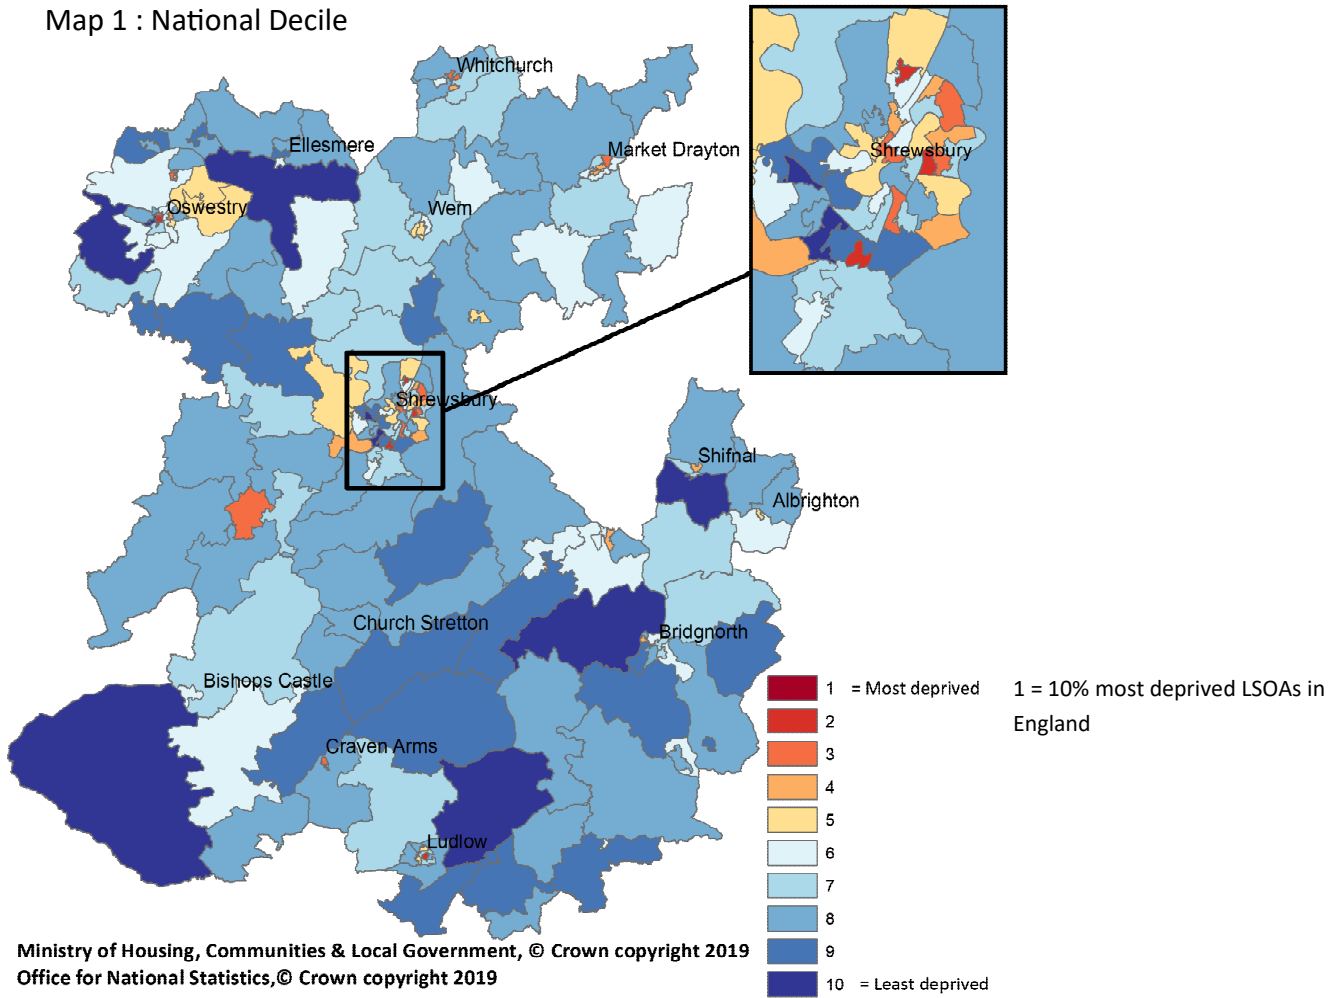 Map 1 : National Decile
Whitchurch
Ellesmere
Market Drayton
Shrewsbury
Oswestry
Wem
Shrewsbury
Shifnal
Albrighton
Church Stretton
Bridgnorth
Bishops Castle
Craven Arms
Ludlow
1 = Most deprived
2
3
4
5
6
7
8
9
10 = Least deprived
1 = 10% most deprived LSOAs in
England
Ministry of Housing, Communities & Local Government, © Crown copyright 2019
Office for National Statistics,© Crown copyright 2019